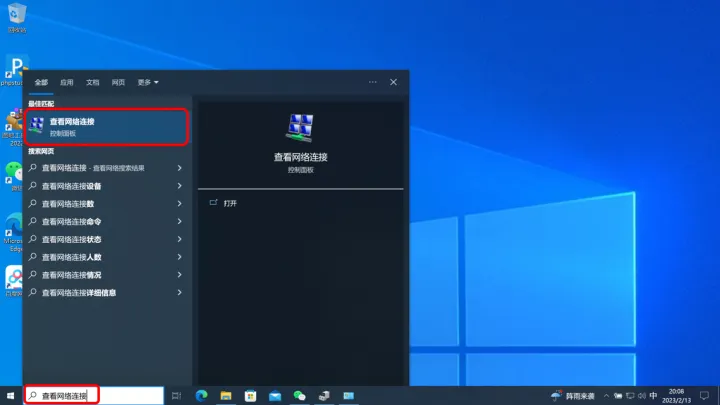 回收站
全部 应用 文档 网页 更多
最佳匹配
查看网络连接
控制面板
搜索网页
查看网络连接 - 查看网络搜索结果
查看网络连接设备
查看网络连接数
查看网络连接命令
查看网络连接状态
查看网络连接人数
查看网络连接情况
查看网络连接详细信息
查看网络连接
控制面板
打开
查看网络连接
阵雨来袭
中
20:08
2023/2/13